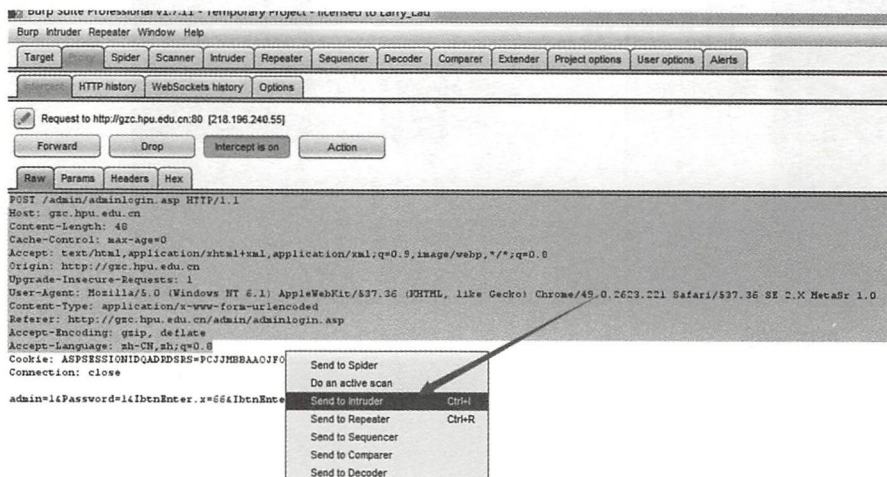 Burp Suite Professional v1.7.11 - Temporary Project - licensed to Larry_Lau
Burp Intruder Repeater Window Help
Target Proxy Spider Scanner Intruder Repeater Sequencer Decoder Comparer Extender Project options User options Alerts
Intercept HTTP history WebSockets history Options
Request to http://gzc.hpu.edu.cn:80 [218.196.240.55]
Forward Drop Intercept is on Action
Raw Params Headers Hex
POST /admin/adminlogin.asp HTTP/1.1
Host: gzc.hpu.edu.cn
Content-Length: 48
Cache-Control: max-age=0
Accept: text/html,application/xhtml+xml,application/xml;q=0.9,image/webp,*/*;q=0.8
Origin: http://gzc.hpu.edu.cn
Upgrade-Insecure-Requests: 1
User-Agent: Mozilla/5.0 (Windows NT 6.1) AppleWebKit/537.36 (KHTML, like Gecko) Chrome/49.0.2623.221 Safari/537.36 SE 2.X MetaSr 1.0
Content-Type: application/x-www-form-urlencoded
Referer: http://gzc.hpu.edu.cn/admin/adminlogin.asp
Accept-Encoding: gzip, deflate
Accept-Language: zh-CN,zh;q=0.8
Cookie: ASPSESSIONIDQADRDSRS=PCJJMBBAAOJFO
Connection: close
admin=1&Password=1&IbtnEnter.x=66&IbtnEnte
Send to Spider
Do an active scan
Send to Intruder Ctrl+I
Send to Repeater Ctrl+R
Send to Sequencer
Send to Comparer
Send to Decoder